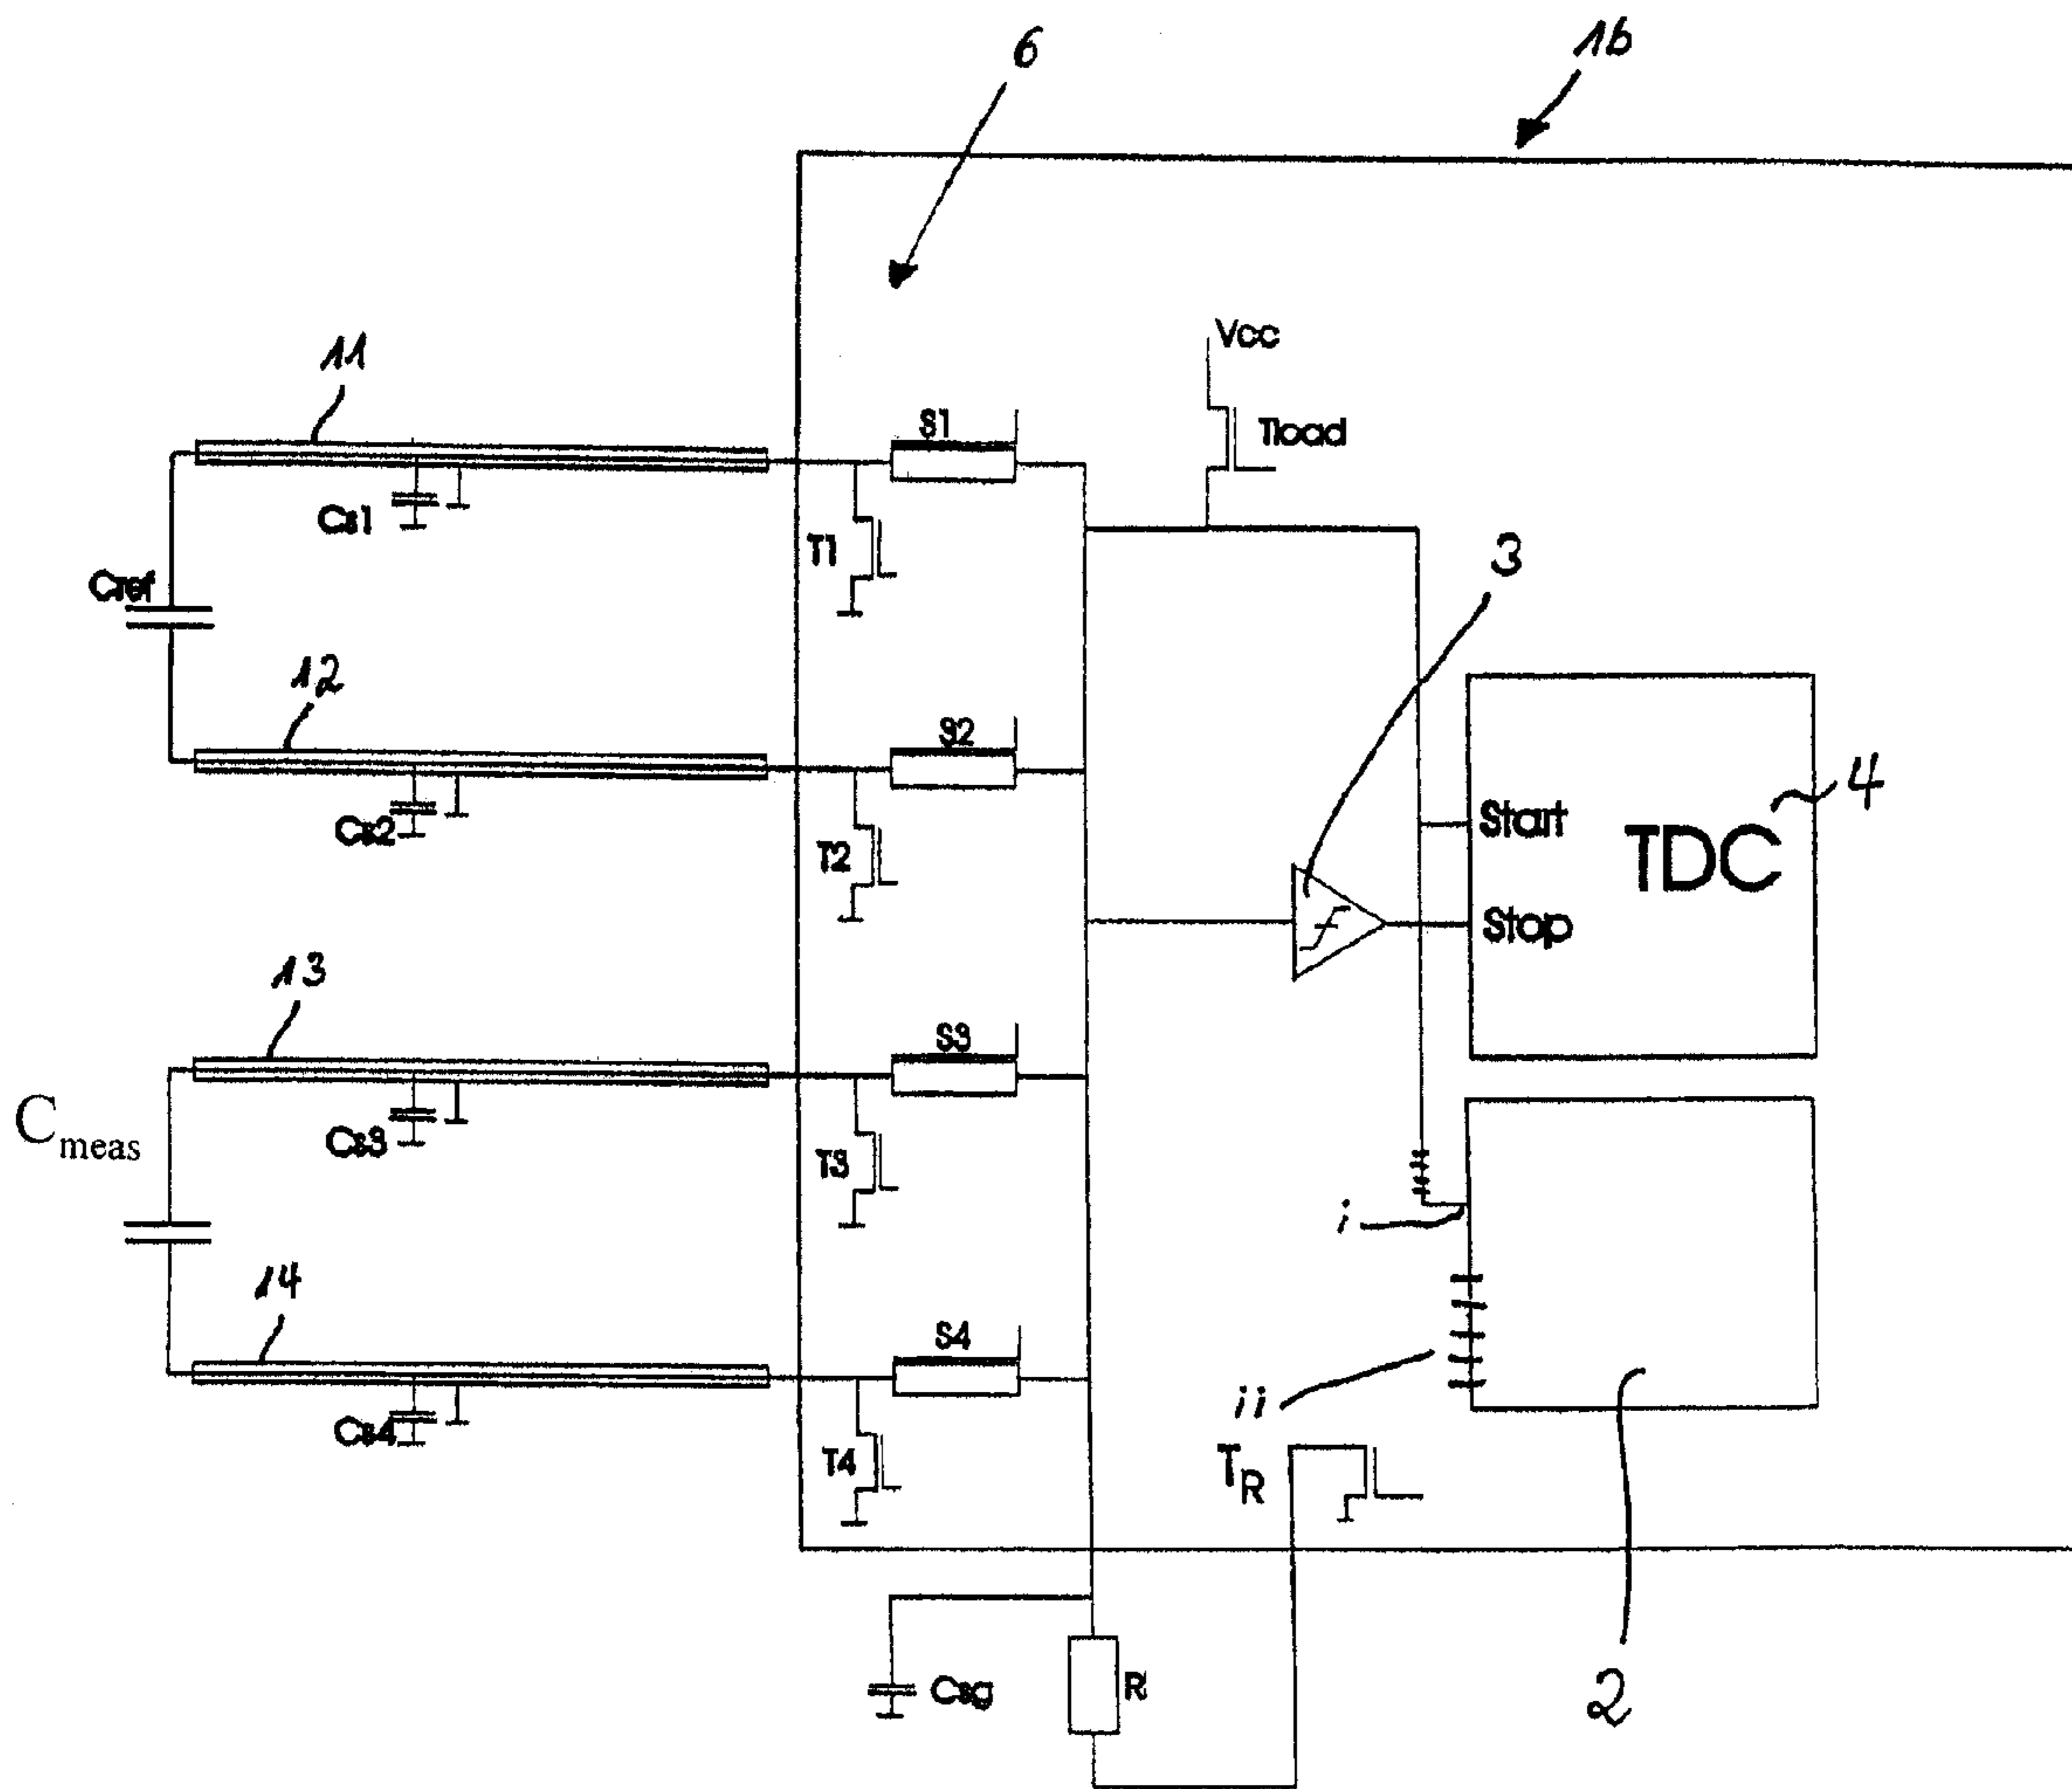 6
1b
11
Vcc
S1
Tload
Cs1
T1
3
Cref
12
S2
Start
4
TDC
Cs2
T2
Stop
13
S3
Cmeas
Cs3
T3
i
14
S4
ii
Cs4
T4
TR
Csg
R
2